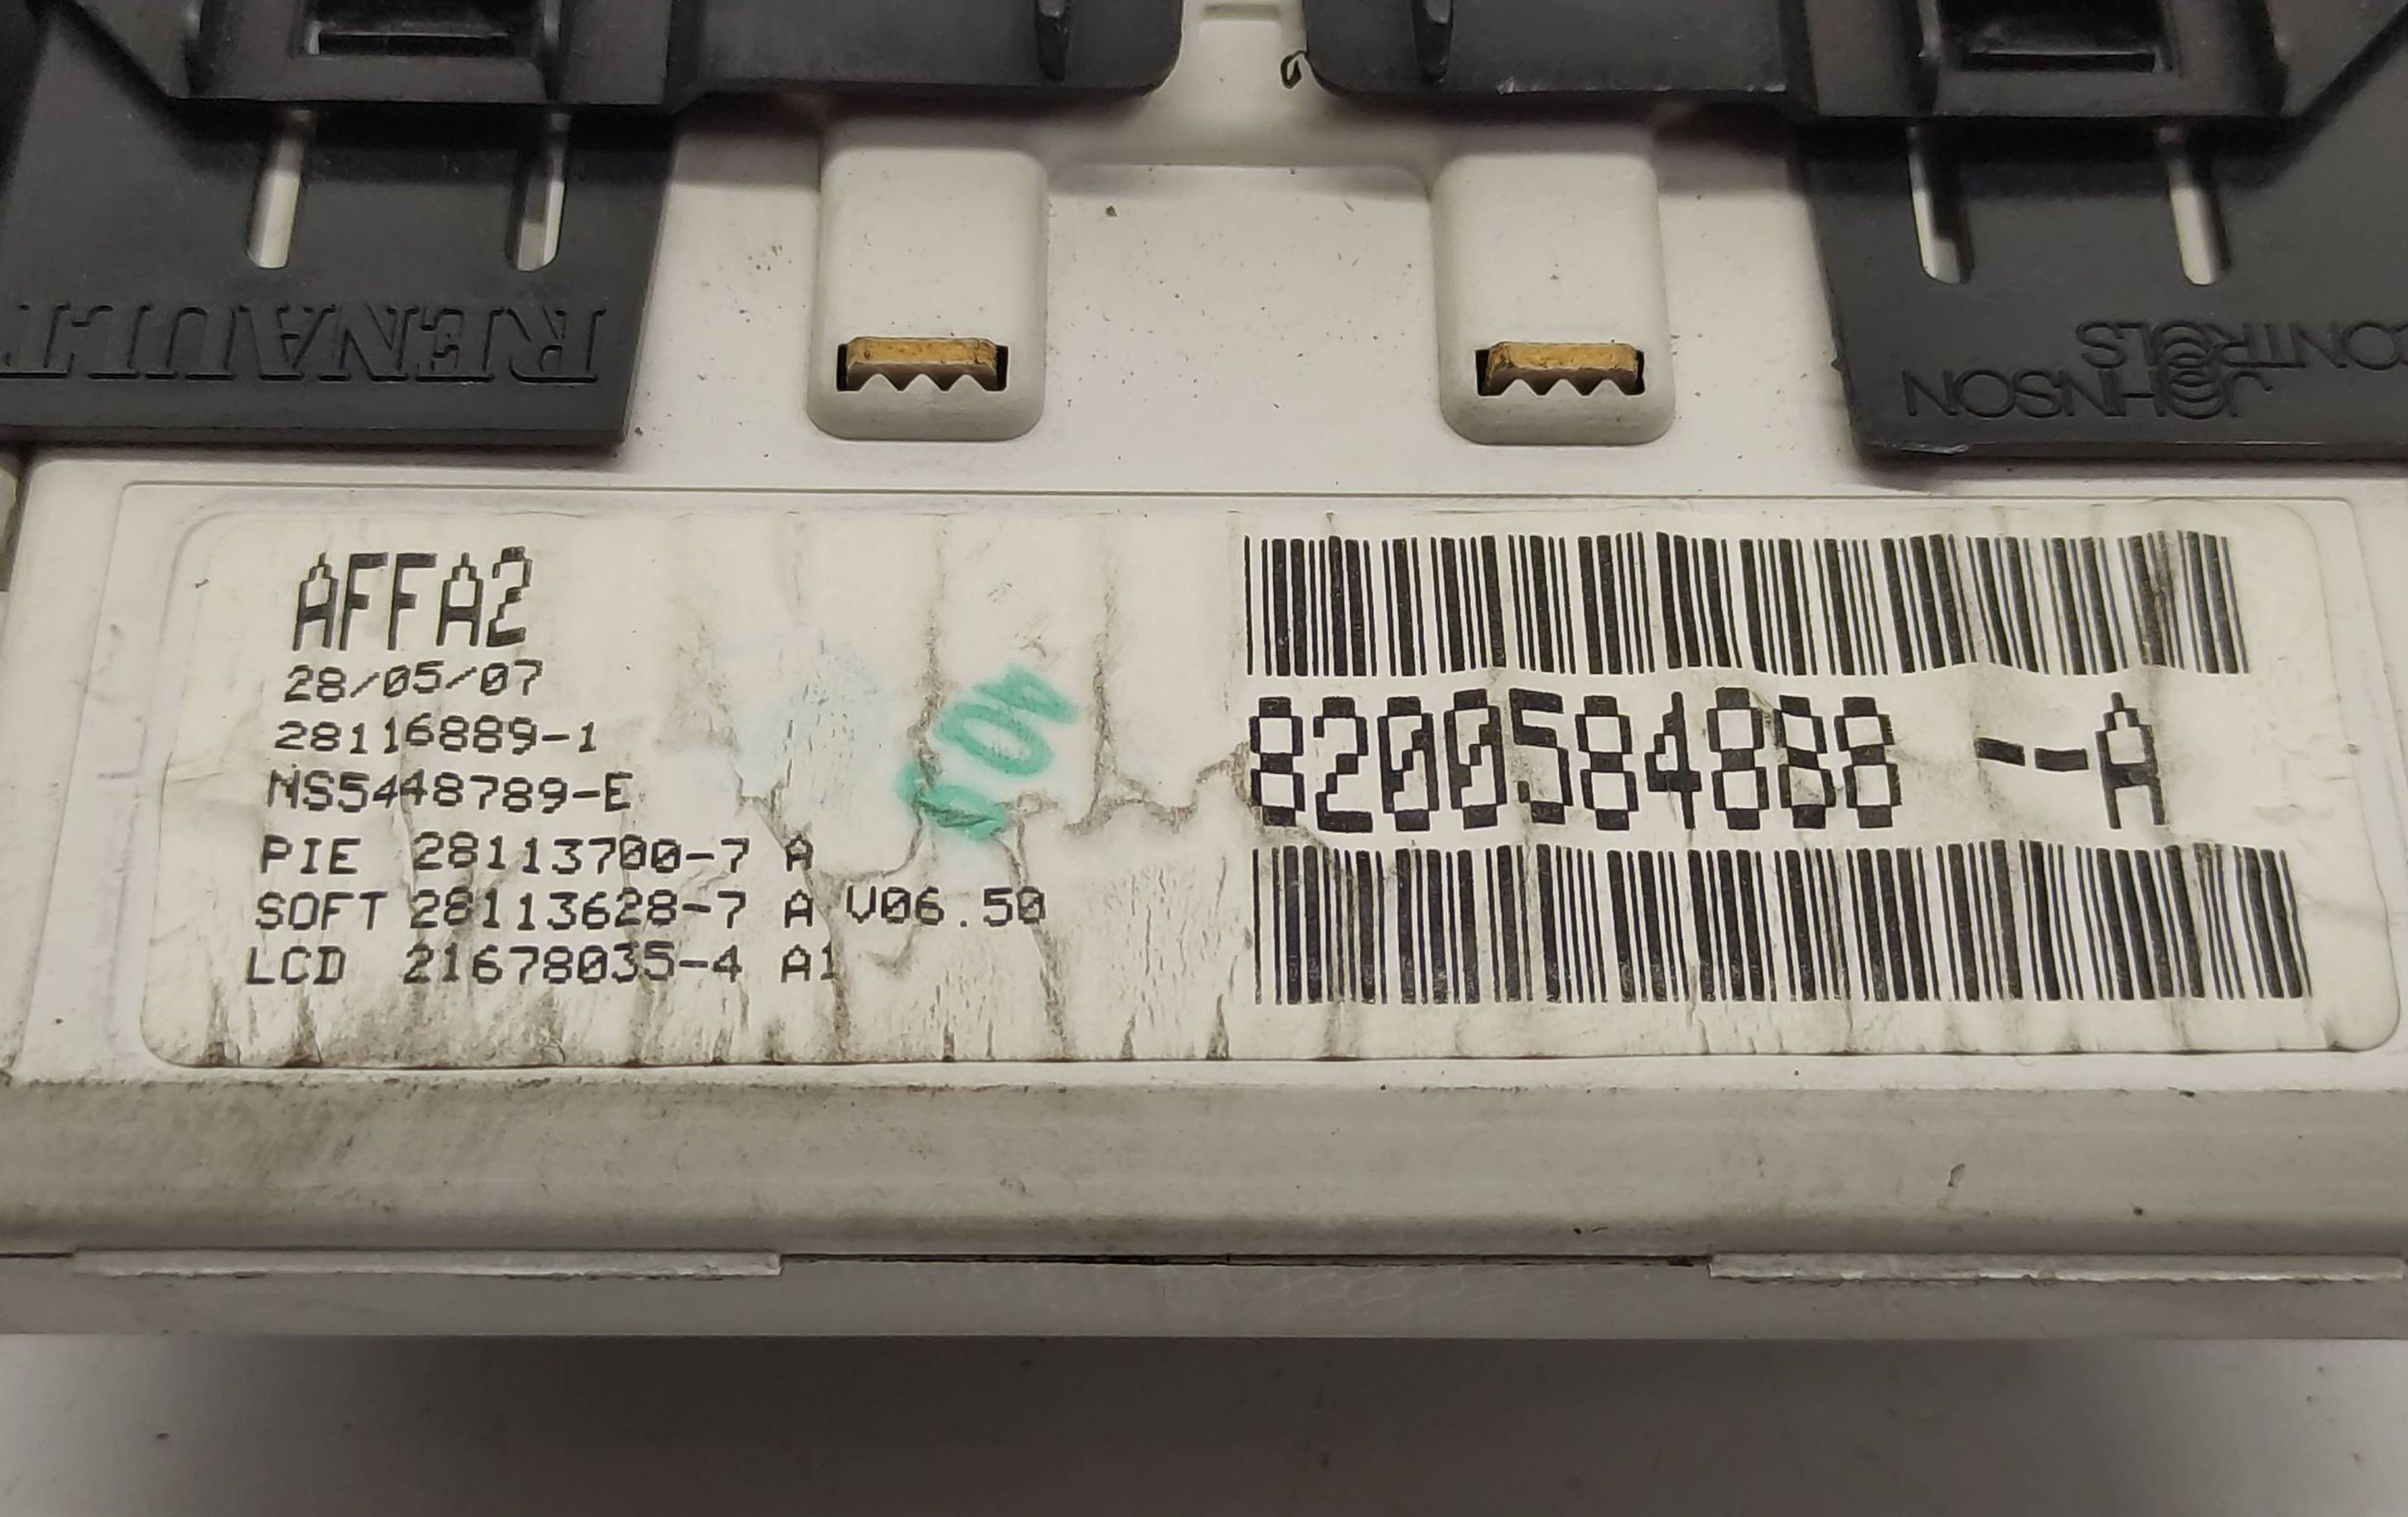 RENAULT
JOHNSON
CONTROLS
AFFA2
28/05/07
28116889-1
NS5448789-E
PIE 28113700-7 A
SOFT 28113628-7 A V06.50
LCD 21678035-4 A1
8200584888 --A